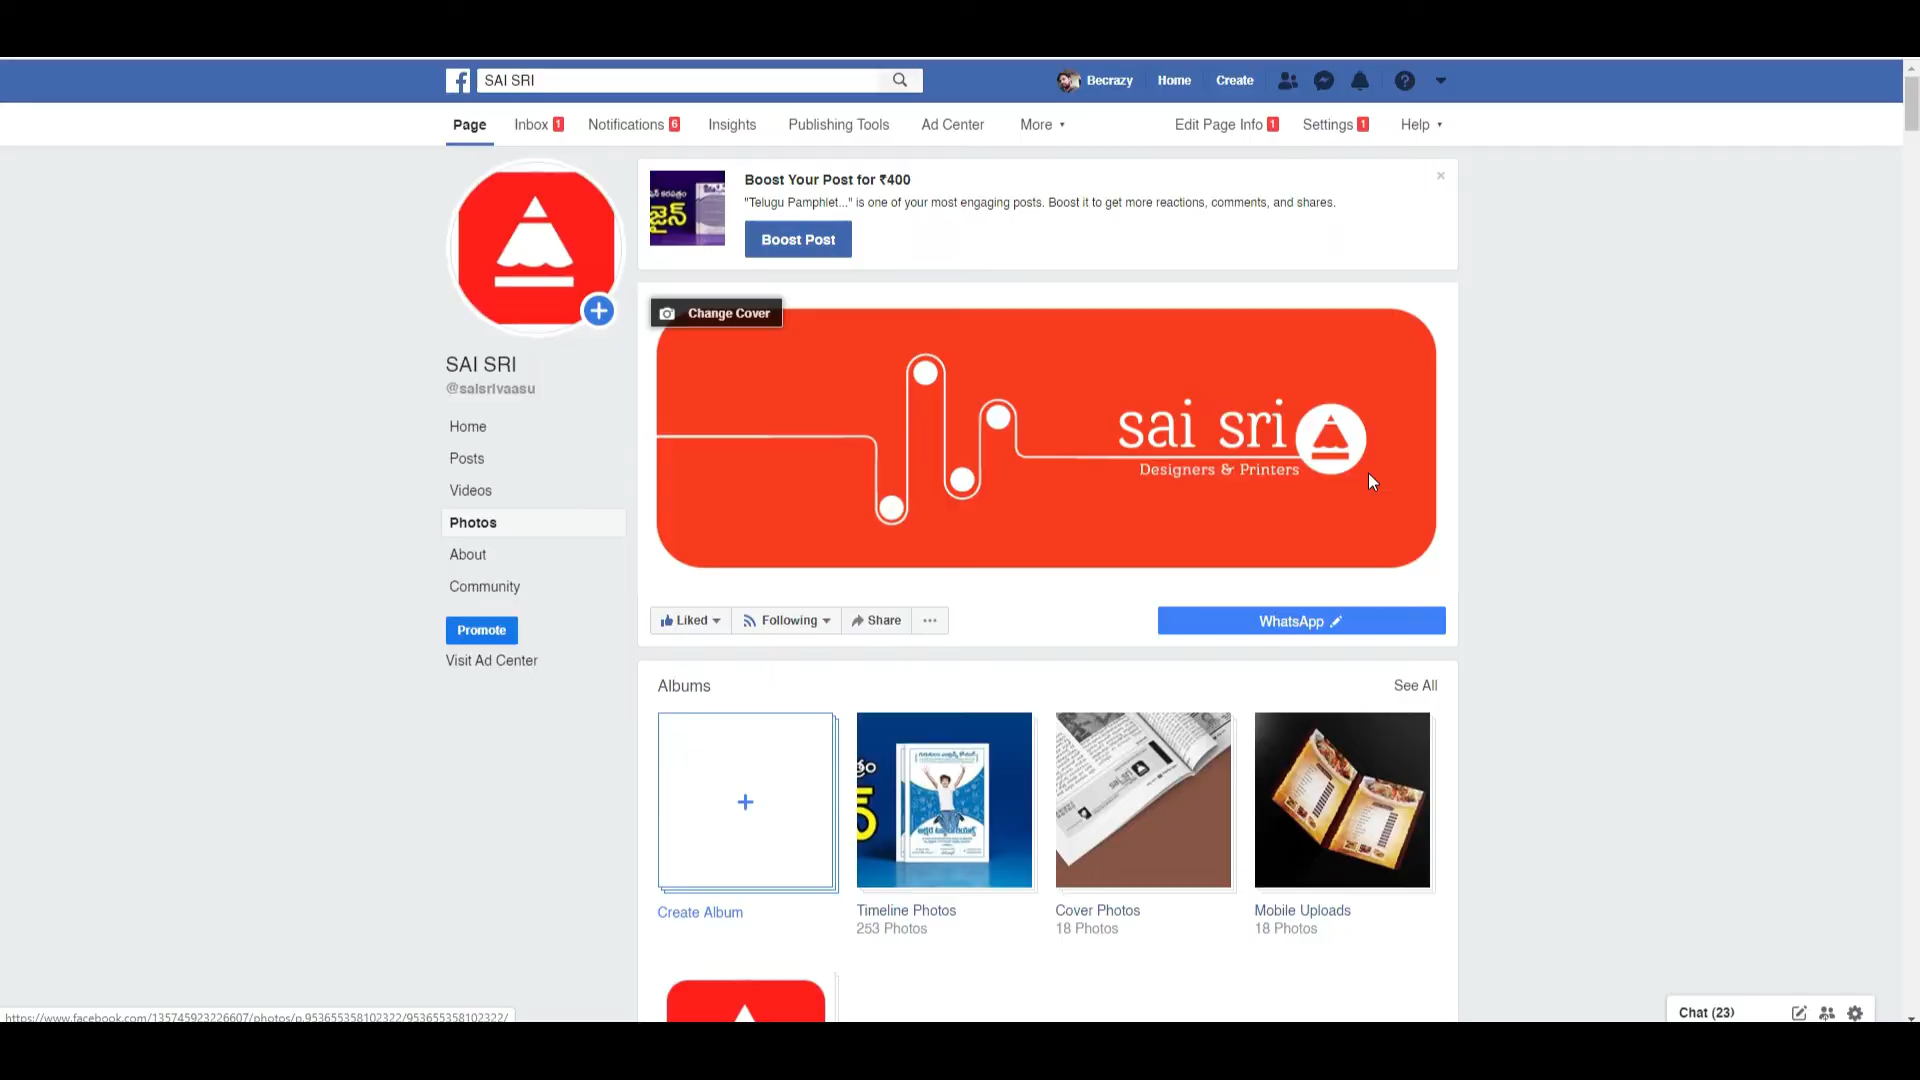 SAI SRI
Becrazy
Home
Create
Page
Inbox 1
Notifications 6
Insights
Publishing Tools
Ad Center
More
Edit Page Info 1
Settings 1
Help
Boost Your Post for ₹400
"Telugu Pamphlet..." is one of your most engaging posts. Boost it to get more reactions, comments, and shares.
Boost Post
Change Cover
sai sri
Designers & Printers
SAI SRI
@saisrivaasu
Home
Posts
Videos
Photos
About
Community
Promote
Visit Ad Center
Liked
Following
Share
WhatsApp
Albums
See All
Create Album
Timeline Photos
253 Photos
Cover Photos
18 Photos
Mobile Uploads
18 Photos
https://www.facebook.com/135745923226607/photos/p.953655358102322/953655358102322/
Chat (23)